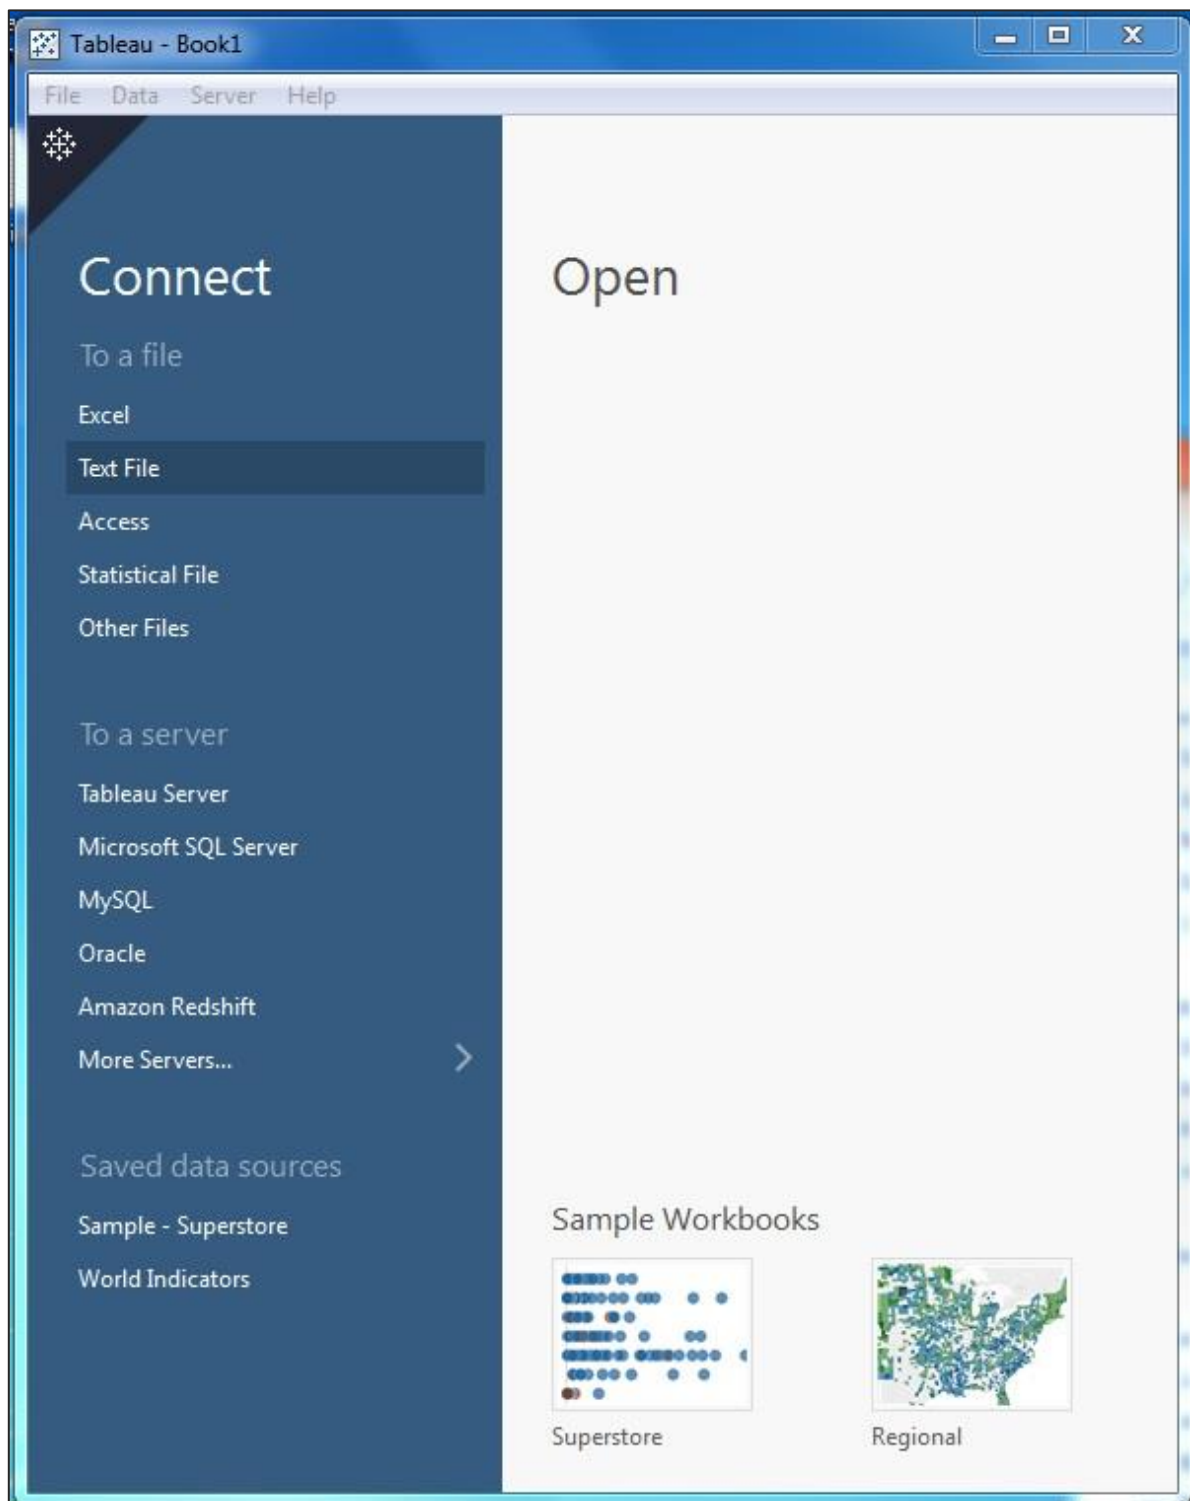 Tableau - Book1
File Data Server Help
Connect
To a file
Excel
Text File
Access
Statistical File
Other Files
To a server
Tableau Server
Microsoft SQL Server
MySQL
Oracle
Amazon Redshift
More Servers...
Saved data sources
Sample - Superstore
World Indicators
Open
Sample Workbooks
Superstore
Regional